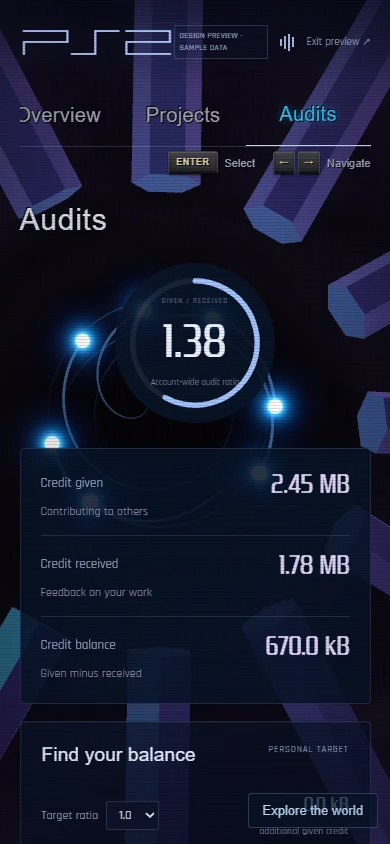 PS2
DESIGN PREVIEW ·
SAMPLE DATA
Exit preview ↗
Overview
Projects
Audits
ENTER
Select
← →
Navigate
Audits
GIVEN / RECEIVED
1.38
Account-wide audit ratio
Credit given
2.45 MB
Contributing to others
Credit received
1.78 MB
Feedback on your work
Credit balance
670.0 kB
Given minus received
Find your balance
PERSONAL TARGET
Target ratio
1.0
0.0 kB
Explore the world
additional given credit